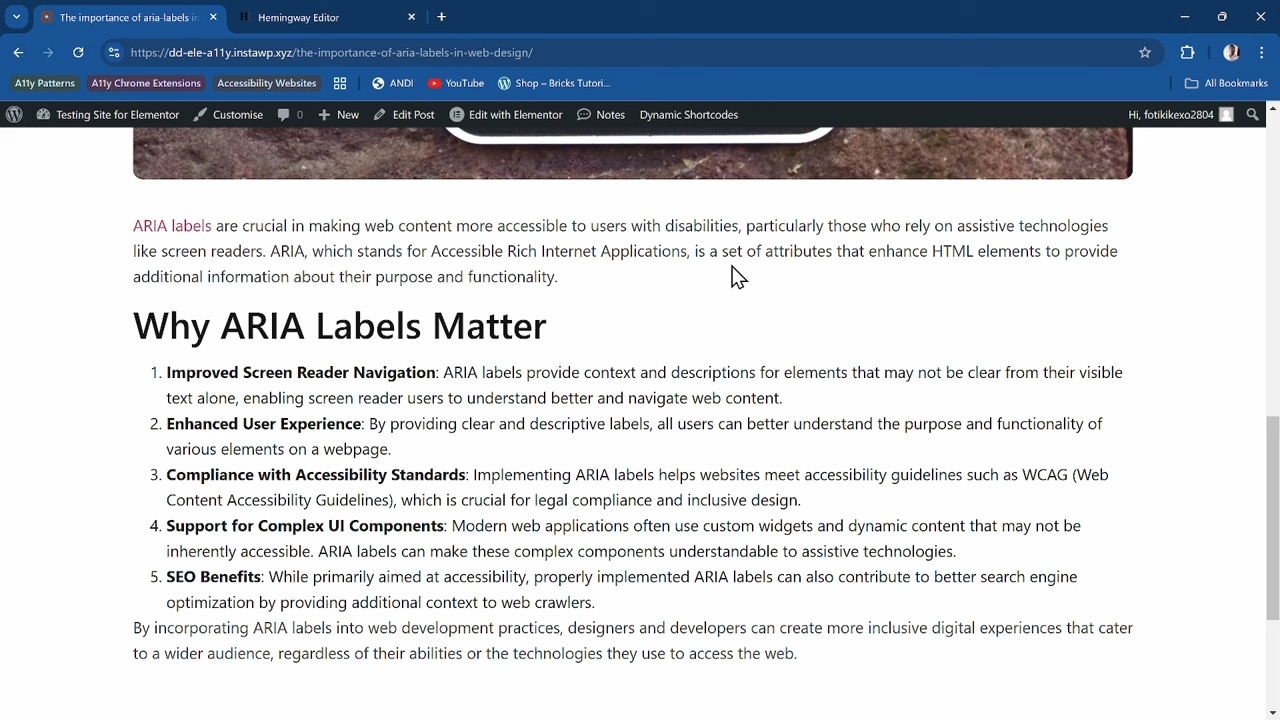 The importance of aria-labels in
Hemingway Editor
https://dd-ele-a11y.instawp.xyz/the-importance-of-aria-labels-in-web-design/
A11y Patterns
A11y Chrome Extensions
Accessibility Websites
ANDI
YouTube
Shop – Bricks Tutori...
All Bookmarks
Testing Site for Elementor
Customise
0
New
Edit Post
Edit with Elementor
Notes
Dynamic Shortcodes
Hi, fotikikexo2804
ARIA labels are crucial in making web content more accessible to users with disabilities, particularly those who rely on assistive technologies
like screen readers. ARIA, which stands for Accessible Rich Internet Applications, is a set of attributes that enhance HTML elements to provide
additional information about their purpose and functionality.
Why ARIA Labels Matter
1. Improved Screen Reader Navigation: ARIA labels provide context and descriptions for elements that may not be clear from their visible
text alone, enabling screen reader users to understand better and navigate web content.
2. Enhanced User Experience: By providing clear and descriptive labels, all users can better understand the purpose and functionality of
various elements on a webpage.
3. Compliance with Accessibility Standards: Implementing ARIA labels helps websites meet accessibility guidelines such as WCAG (Web
Content Accessibility Guidelines), which is crucial for legal compliance and inclusive design.
4. Support for Complex UI Components: Modern web applications often use custom widgets and dynamic content that may not be
inherently accessible. ARIA labels can make these complex components understandable to assistive technologies.
5. SEO Benefits: While primarily aimed at accessibility, properly implemented ARIA labels can also contribute to better search engine
optimization by providing additional context to web crawlers.
By incorporating ARIA labels into web development practices, designers and developers can create more inclusive digital experiences that cater
to a wider audience, regardless of their abilities or the technologies they use to access the web.